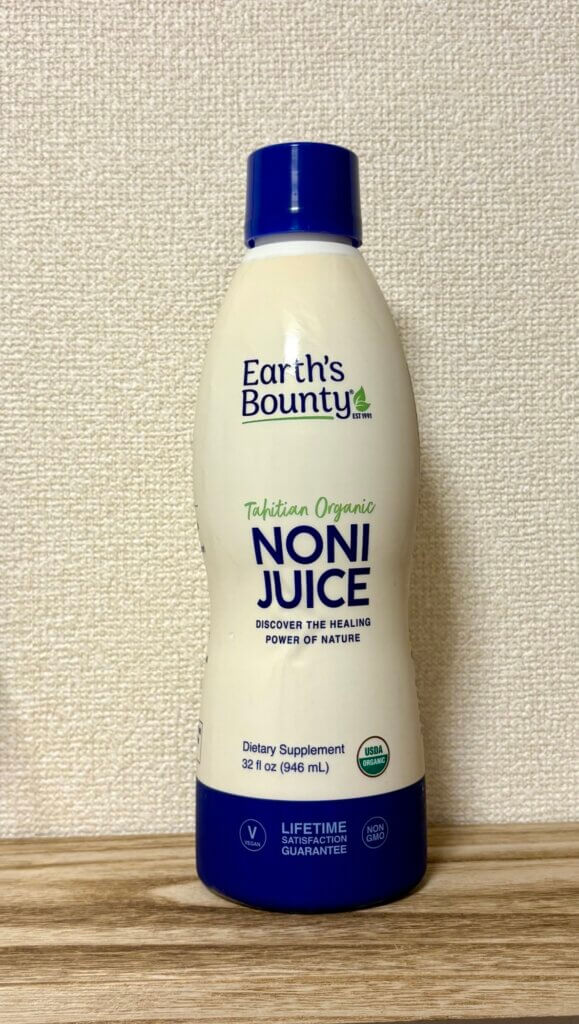 Earth's
Bounty®
EST 1991
Tahitian Organic
NONI
JUICE
DISCOVER THE HEALING
POWER OF NATURE
Dietary Supplement
32 fl oz (946 mL)
USDA
ORGANIC
V
VEGAN
LIFETIME
SATISFACTION
GUARANTEE
NON
GMO